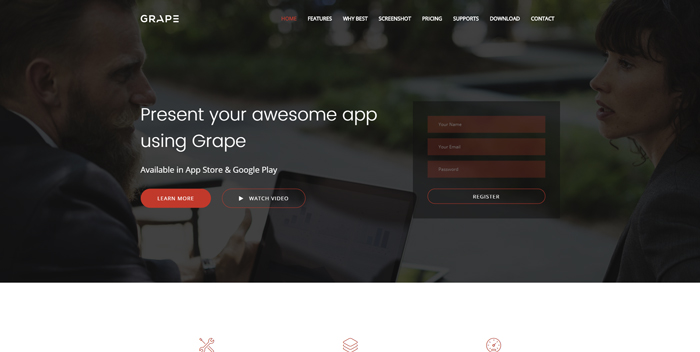 GRAPE
HOME FEATURES WHY BEST SCREENSHOT PRICING SUPPORTS DOWNLOAD CONTACT
Present your awesome app
using Grape
Available in App Store & Google Play
LEARN MORE
WATCH VIDEO
Your Name
Your Email
Password
REGISTER